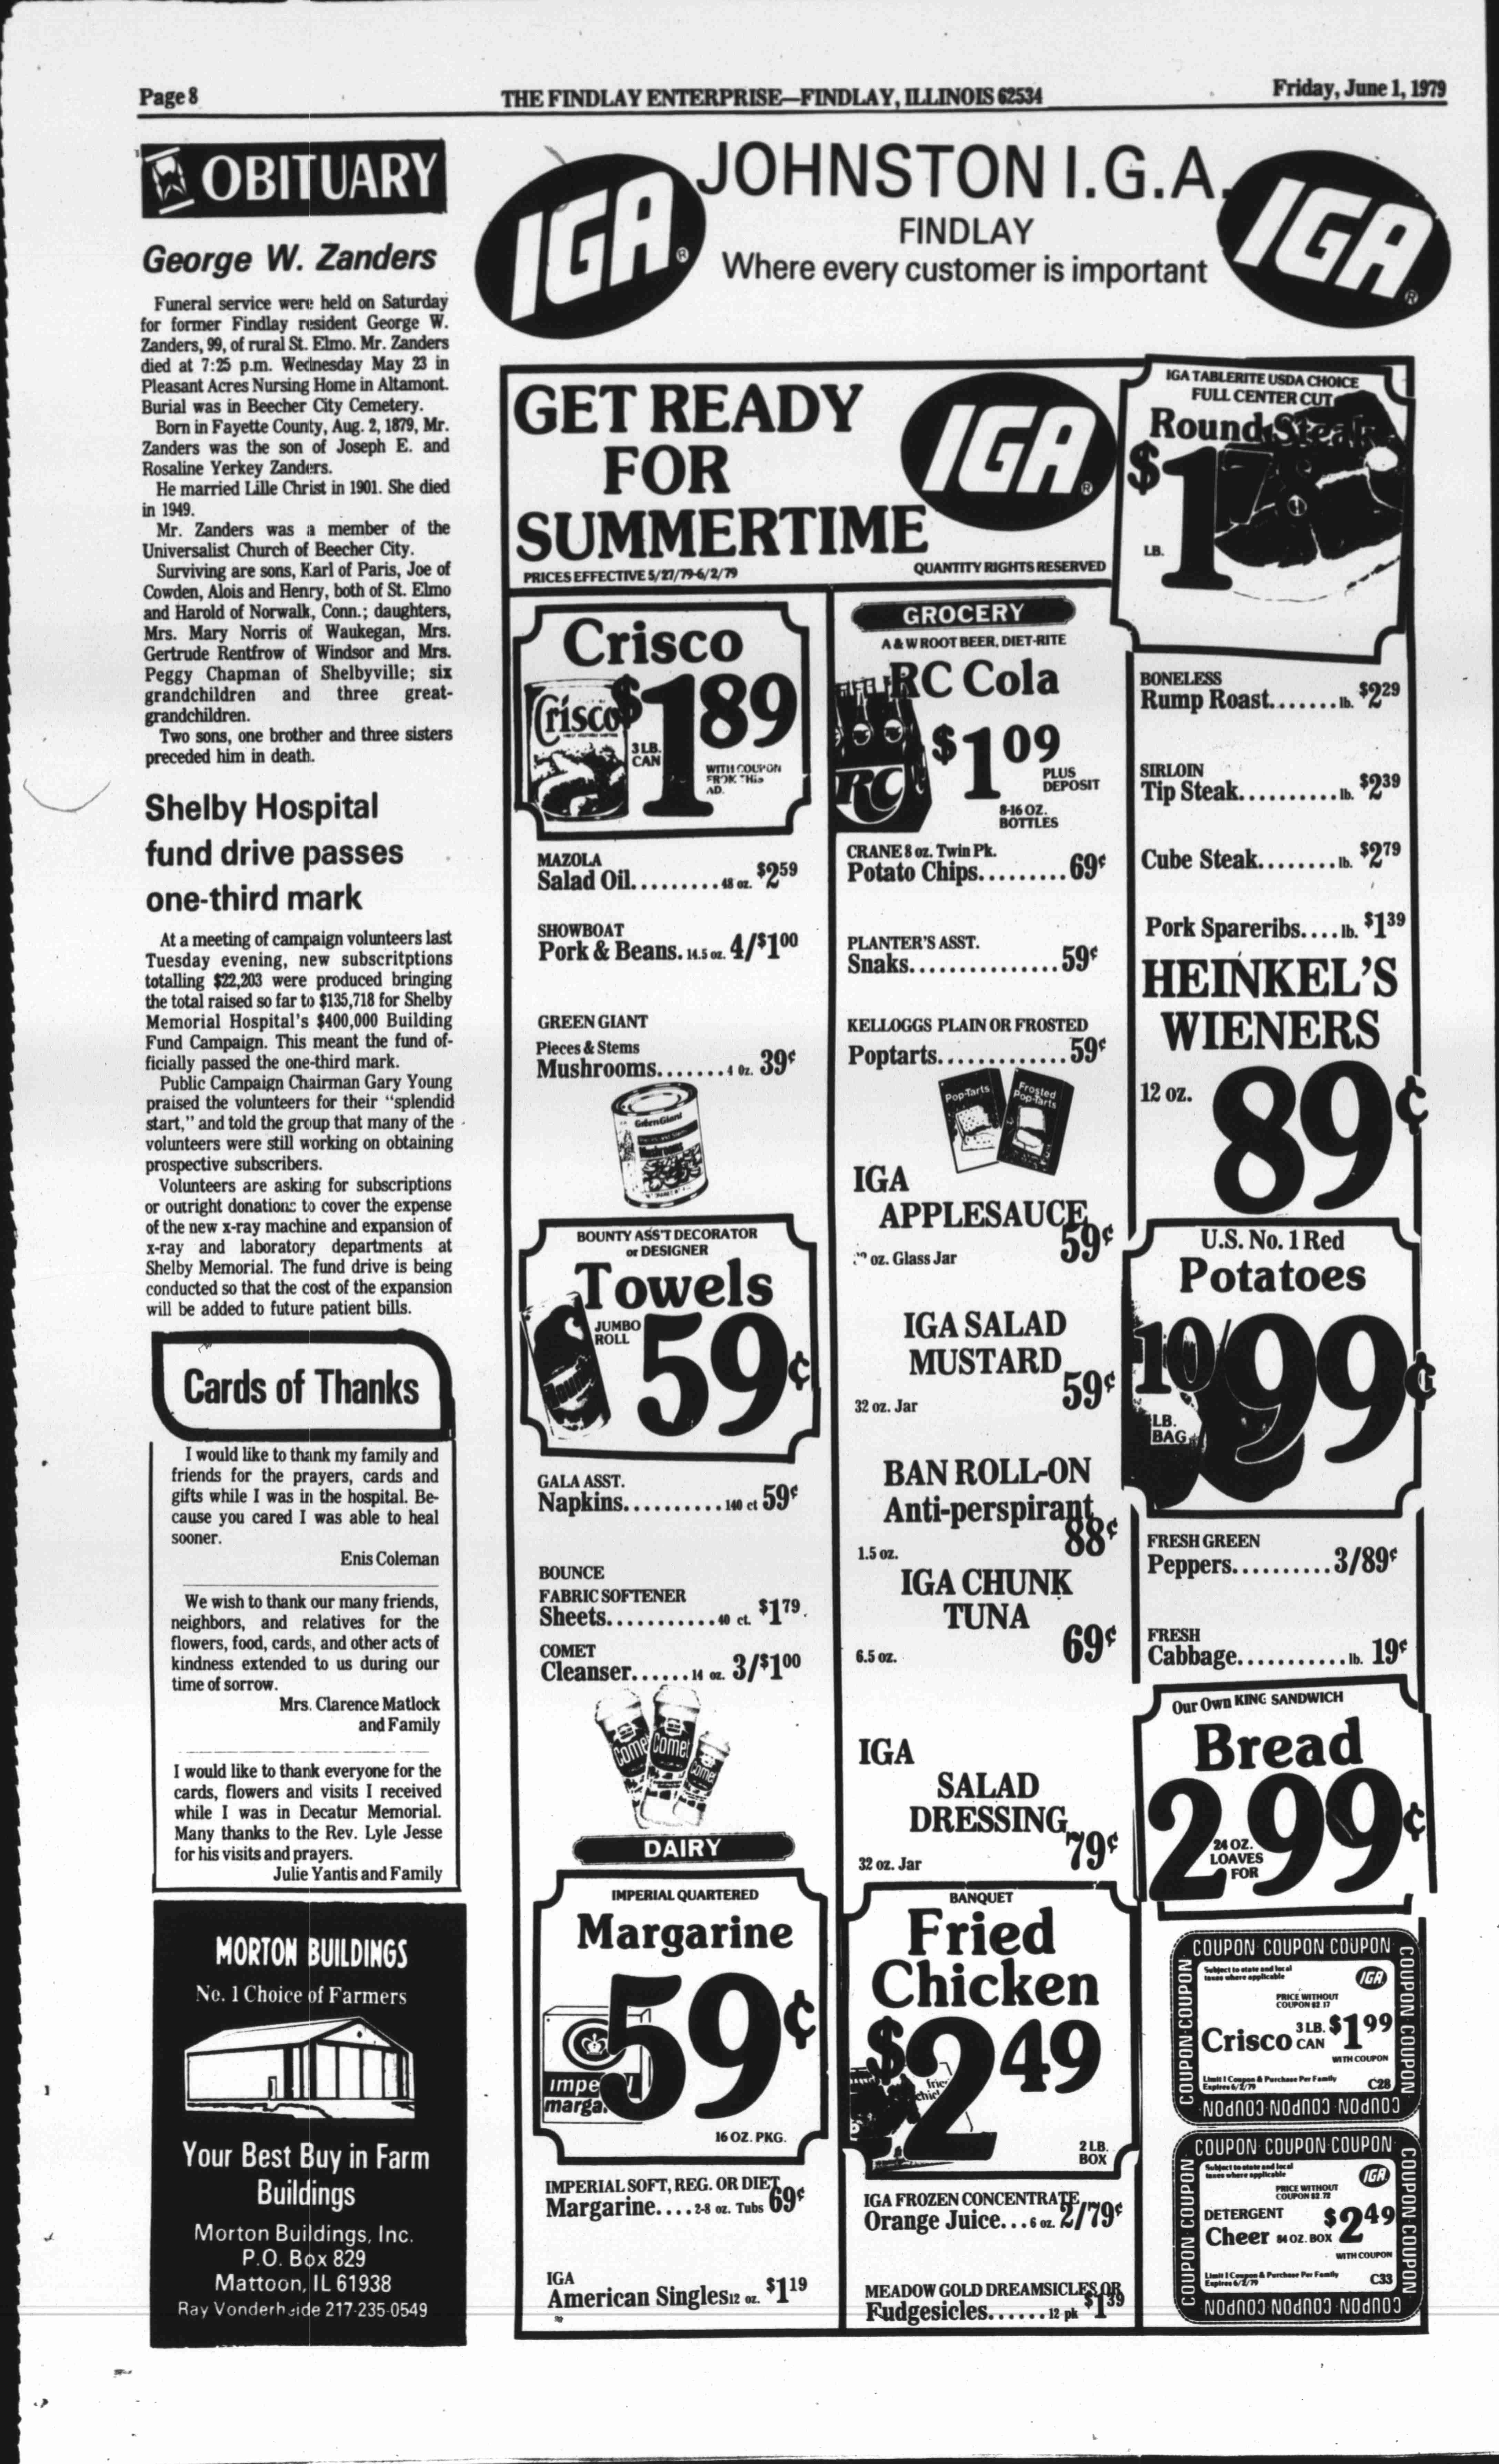 Page 8
THE FINDLAY ENTERPRISE—FINDLAY, ILLINOIS 62534
Friday, June 1, 1979
OBITUARY
George W. Zanders
Funeral service were held on Saturday
for former Findlay resident George W.
Zanders, 99, of rural St. Elmo. Mr. Zanders
died at 7:25 p.m. Wednesday May 23 in
Pleasant Acres Nursing Home in Altamont.
Burial was in Beecher City Cemetery.
Born in Fayette County, Aug. 2, 1879, Mr.
Zanders was the son of Joseph E. and
Rosaline Yerkey Zanders.
He married Lille Christ in 1901. She died
in 1949.
Mr. Zanders was a member of the
Universalist Church of Beecher City.
Surviving are sons, Karl of Paris, Joe of
Cowden, Alois and Henry, both of St. Elmo
and Harold of Norwalk, Conn.; daughters,
Mrs. Mary Norris of Waukegan, Mrs.
Gertrude Rentfrow of Windsor and Mrs.
Peggy Chapman of Shelbyville; six
grandchildren and three great-
grandchildren.
Two sons, one brother and three sisters
preceded him in death.
Shelby Hospital
fund drive passes
one-third mark
At a meeting of campaign volunteers last
Tuesday evening, new subscritptions
totalling $22,203 were produced bringing
the total raised so far to $135,718 for Shelby
Memorial Hospital's $400,000 Building
Fund Campaign. This meant the fund of-
ficially passed the one-third mark.
Public Campaign Chairman Gary Young
praised the volunteers for their "splendid
start," and told the group that many of the
volunteers were still working on obtaining
prospective subscribers.
Volunteers are asking for subscriptions
or outright donations to cover the expense
of the new x-ray machine and expansion of
x-ray and laboratory departments at
Shelby Memorial. The fund drive is being
conducted so that the cost of the expansion
will be added to future patient bills.
Cards of Thanks
I would like to thank my family and
friends for the prayers, cards and
gifts while I was in the hospital. Be-
cause you cared I was able to heal
sooner.
Enis Coleman
We wish to thank our many friends,
neighbors, and relatives for the
flowers, food, cards, and other acts of
kindness extended to us during our
time of sorrow.
Mrs. Clarence Matlock
and Family
I would like to thank everyone for the
cards, flowers and visits I received
while I was in Decatur Memorial.
Many thanks to the Rev. Lyle Jesse
for his visits and prayers.
Julie Yantis and Family
MORTON BUILDINGS
No. 1 Choice of Farmers
Your Best Buy in Farm
Buildings
Morton Buildings, Inc.
P.O. Box 829
Mattoon, IL 61938
Ray Vonderheide 217-235-0549
IGA®
JOHNSTON I.G.A.
FINDLAY
Where every customer is important
IGA®
GET READY
FOR
SUMMERTIME
PRICES EFFECTIVE 5/27/79-6/2/79
IGA®
QUANTITY RIGHTS RESERVED
Crisco
Crisco
$1 89
3 LB.
CAN
WITH COUPON
FROM THIS
AD.
MAZOLA
Salad Oil.........48 oz. $2 59
SHOWBOAT
Pork & Beans. 14.5 oz. 4/$1 00
GREEN GIANT
Pieces & Stems
Mushrooms.......4 oz. 39¢
Green Giant
Mushrooms
BOUNTY ASS'T DECORATOR
or DESIGNER
Towels
JUMBO
ROLL
59¢
GALA ASST.
Napkins..........140 ct 59¢
BOUNCE
FABRIC SOFTENER
Sheets...........40 ct. $1 79
COMET
Cleanser......14 oz. 3/$1 00
Comet
Comet
Comet
DAIRY
IMPERIAL QUARTERED
Margarine
59¢
16 OZ. PKG.
IMPERIAL SOFT, REG. OR DIET
Margarine....2-8 oz. Tubs 69¢
IGA
American Singles 12 oz. $1 19
GROCERY
A & W ROOT BEER, DIET-RITE
RC Cola
RC
$1 09
PLUS
DEPOSIT
8-16 OZ.
BOTTLES
CRANE 8 oz. Twin Pk.
Potato Chips.........69¢
PLANTER'S ASST.
Snaks..............59¢
KELLOGGS PLAIN OR FROSTED
Poptarts............59¢
Pop-Tarts
Frosted
Pop-Tarts
IGA
APPLESAUCE
59¢
oz. Glass Jar
IGA SALAD
MUSTARD
59¢
32 oz. Jar
BAN ROLL-ON
Anti-perspirant
88¢
1.5 oz.
IGA CHUNK
TUNA
69¢
6.5 oz.
IGA
SALAD
DRESSING
79¢
32 oz. Jar
BANQUET
Fried
Chicken
$2 49
2 LB.
BOX
IGA FROZEN CONCENTRATE
Orange Juice...6 oz. 2/79¢
MEADOW GOLD DREAMSICLES OR
Fudgesicles......12 pk $1 39
IGA TABLERITE USDA CHOICE
FULL CENTER CUT
Round Steak
$1
LB.
BONELESS
Rump Roast.......lb. $2 29
SIRLOIN
Tip Steak..........lb. $2 39
Cube Steak........lb. $2 79
Pork Spareribs....lb. $1 39
HEINKEL'S
WIENERS
12 oz. 89¢
U.S. No. 1 Red
Potatoes
10
LB.
BAG
99¢
FRESH GREEN
Peppers..........3/89¢
FRESH
Cabbage...........lb. 19¢
Our Own KING SANDWICH
Bread
2 99¢
24 OZ.
LOAVES
FOR
COUPON COUPON COUPON
Subject to state and local
taxes where applicable
IGA
PRICE WITHOUT
COUPON $2.17
Crisco 3 LB. CAN $1 99
WITH COUPON
Limit 1 Coupon & Purchase Per Family
Expires 6/2/79
C28
COUPON COUPON
COUPON COUPON
COUPON COUPON COUPON
COUPON COUPON COUPON
Subject to state and local
taxes where applicable
IGA
PRICE WITHOUT
COUPON $2.72
DETERGENT
Cheer 84 OZ. BOX $2 49
WITH COUPON
Limit 1 Coupon & Purchase Per Family
Expires 6/2/79
C33
COUPON COUPON
COUPON COUPON
COUPON COUPON COUPON